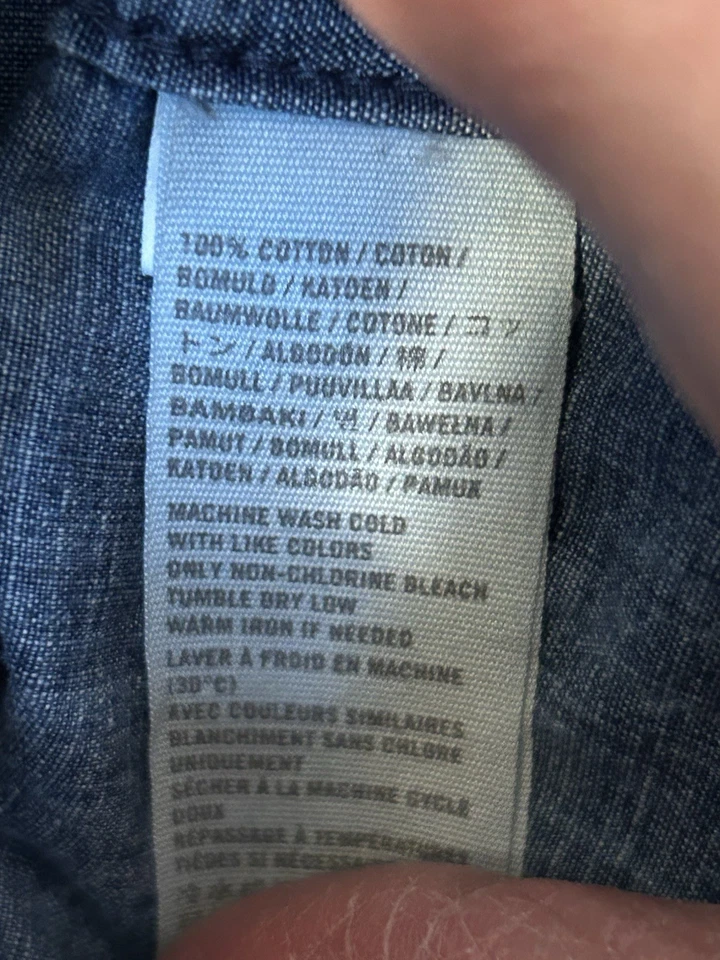 100% COTTON / COTON /
BOMULD / KATOEN /
BAUMWOLLE / COTONE / コッ
トン / ALGODÓN / 棉 /
BOMULL / PUUVILLAA / BAVLNA /
BAMBAKI / 면 / BAWEŁNA /
PAMUT / BOMULL / ALGODÃO /
KATOEN / ALGODÃO / PAMUK
MACHINE WASH COLD
WITH LIKE COLORS
ONLY NON-CHLORINE BLEACH
TUMBLE DRY LOW
WARM IRON IF NEEDED
LAVER À FROID EN MACHINE
(30°C)
AVEC COULEURS SIMILAIRES
BLANCHIMENT SANS CHLORE
UNIQUEMENT
SÉCHER À LA MACHINE CYCLE
DOUX
REPASSAGE À TEMPÉRATURES
TIÈDES SI